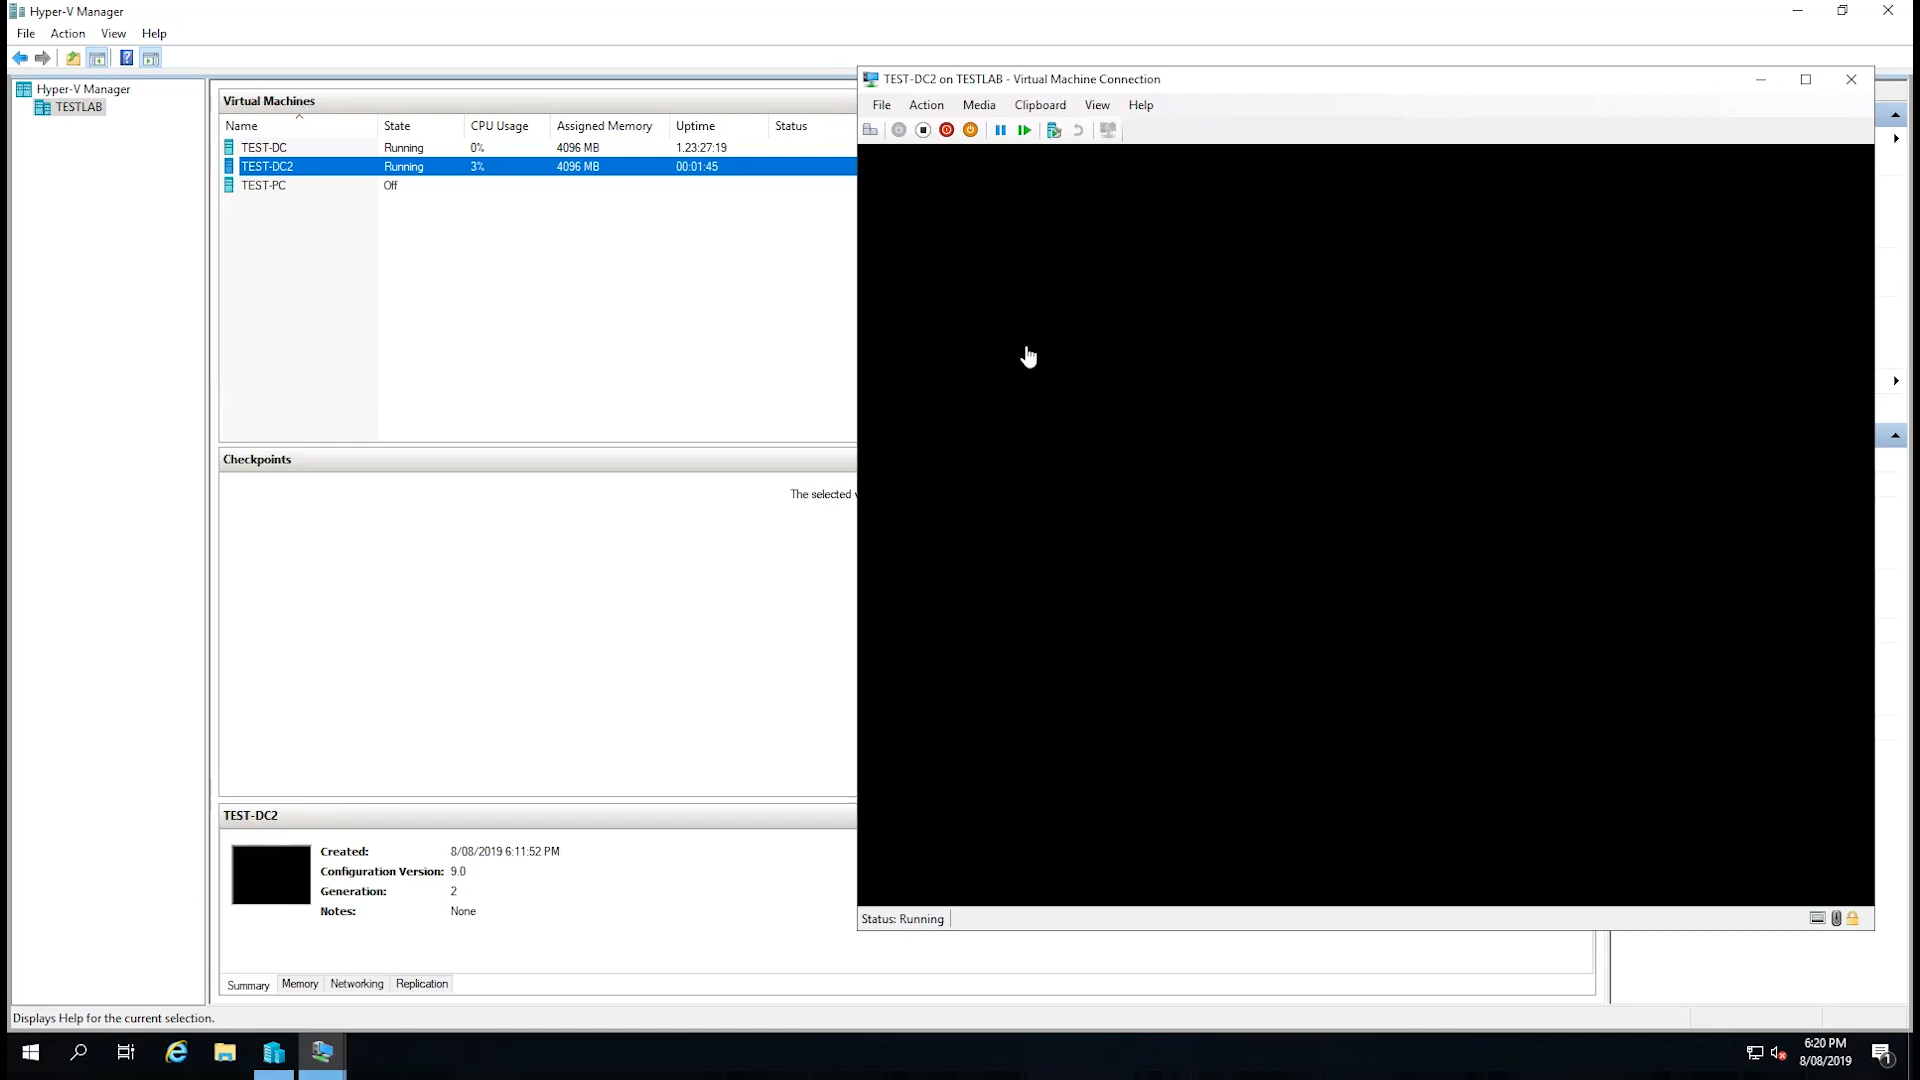 Hyper-V Manager
File Action View Help
Hyper-V Manager
TESTLAB
Virtual Machines
Name State CPU Usage Assigned Memory Uptime Status
TEST-DC Running 0% 4096 MB 1.23:27:19
TEST-DC2 Running 3% 4096 MB 00:01:45
TEST-PC Off
Checkpoints
The selected
TEST-DC2
Created: 8/08/2019 6:11:52 PM
Configuration Version: 9.0
Generation: 2
Notes: None
Summary Memory Networking Replication
Displays Help for the current selection.
TEST-DC2 on TESTLAB - Virtual Machine Connection
File Action Media Clipboard View Help
Status: Running
6:20 PM
8/08/2019
1